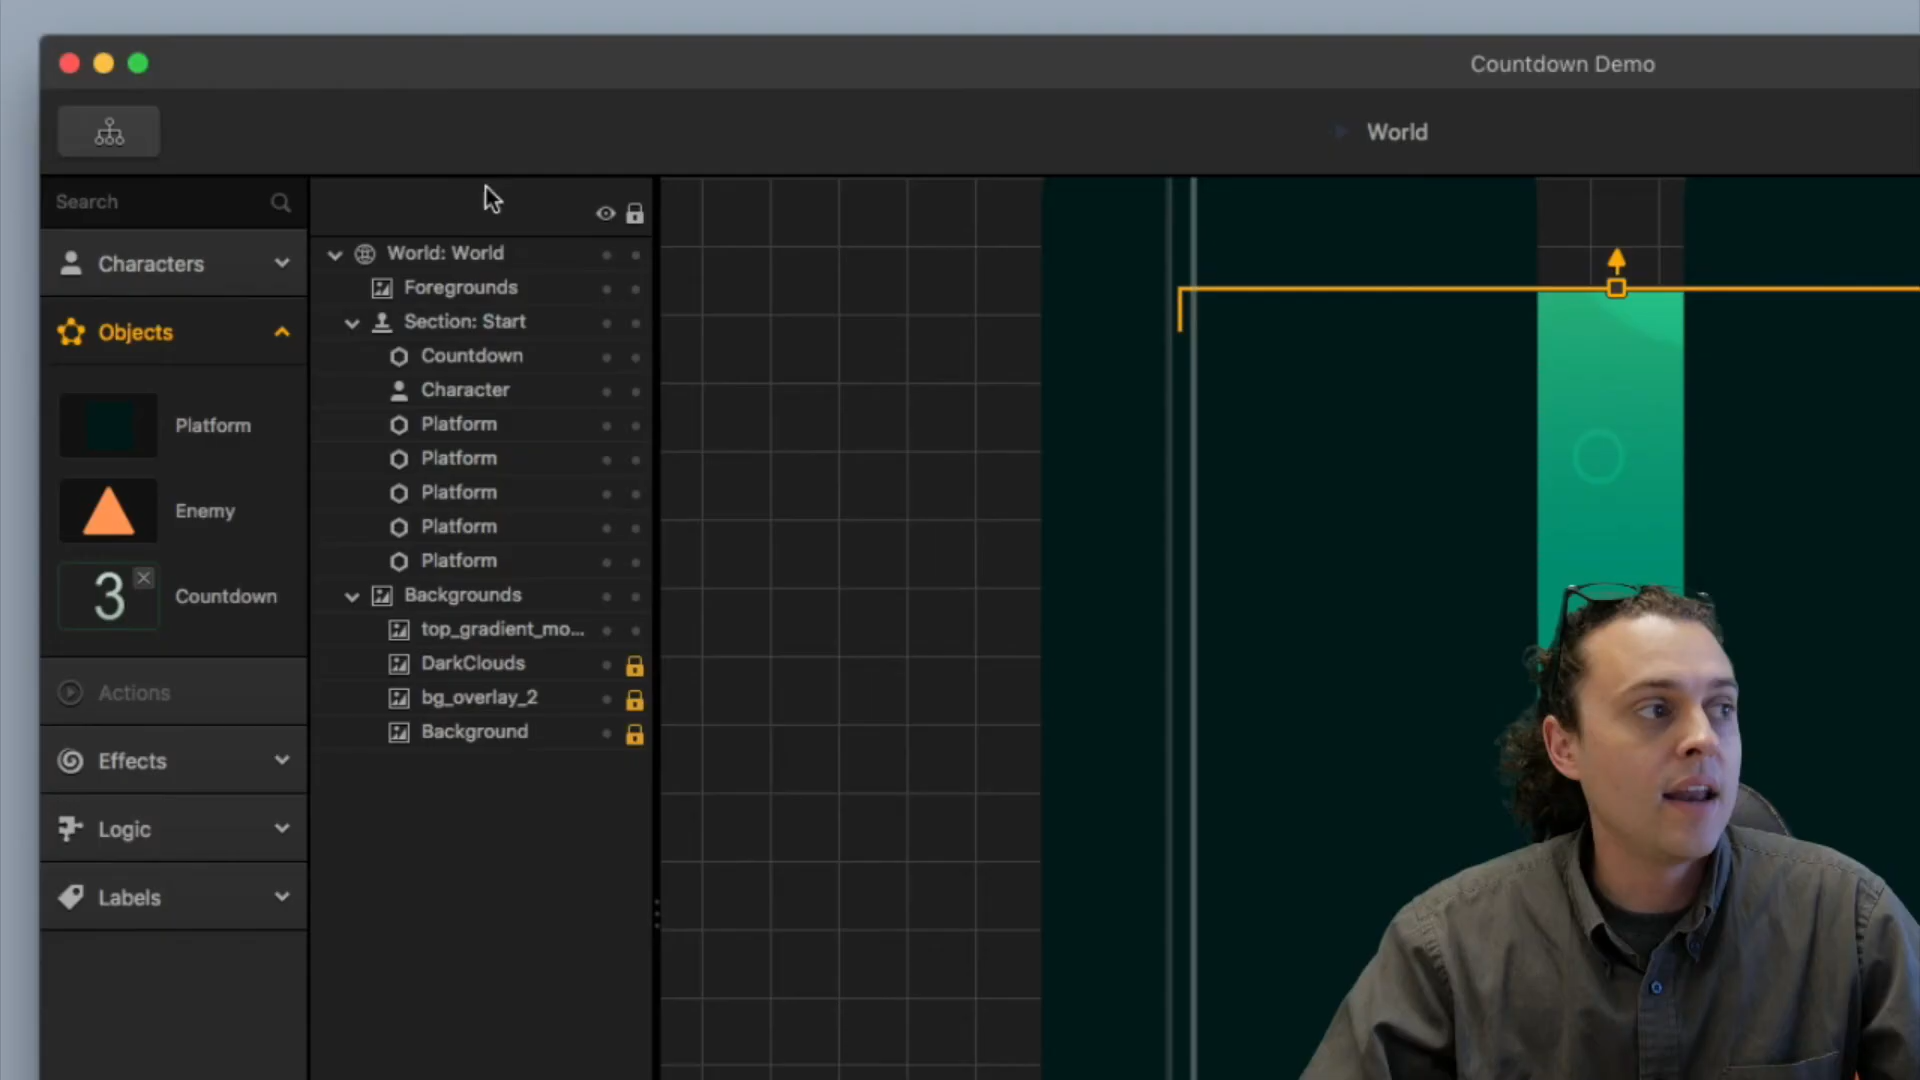 Countdown Demo
World
Search
Characters
Objects
Platform
Enemy
3
Countdown
Actions
Effects
Logic
Labels
World: World
Foregrounds
Section: Start
Countdown
Character
Platform
Platform
Platform
Platform
Platform
Backgrounds
top_gradient_mo...
DarkClouds
bg_overlay_2
Background